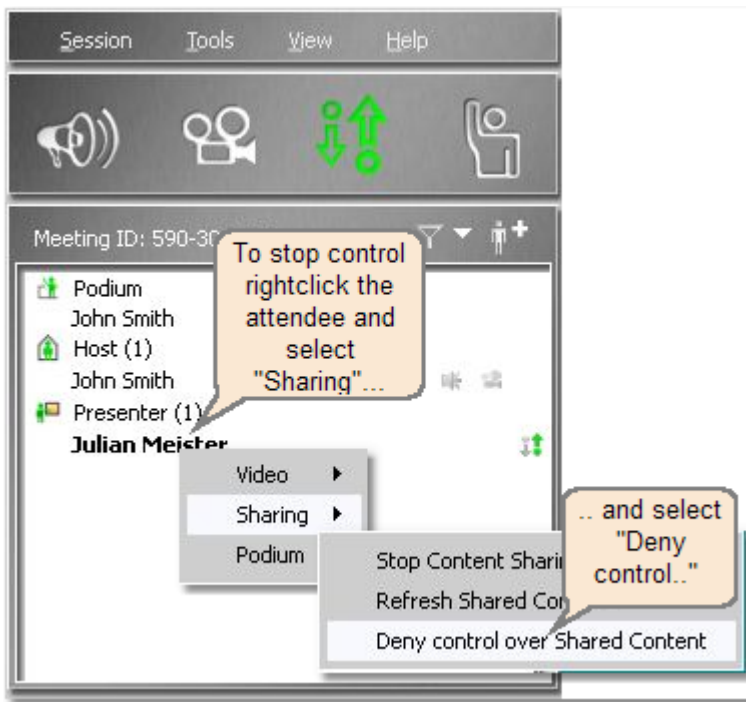 Session Tools View Help
Meeting ID: 590-30
To stop control
rightclick the
attendee and
select
"Sharing"...
Podium
John Smith
Host (1)
John Smith
Presenter (1)
Julian Meister
Video
Sharing
Podium
.. and select
"Deny
control.."
Stop Content Shari
Refresh Shared Co
Deny control over Shared Content